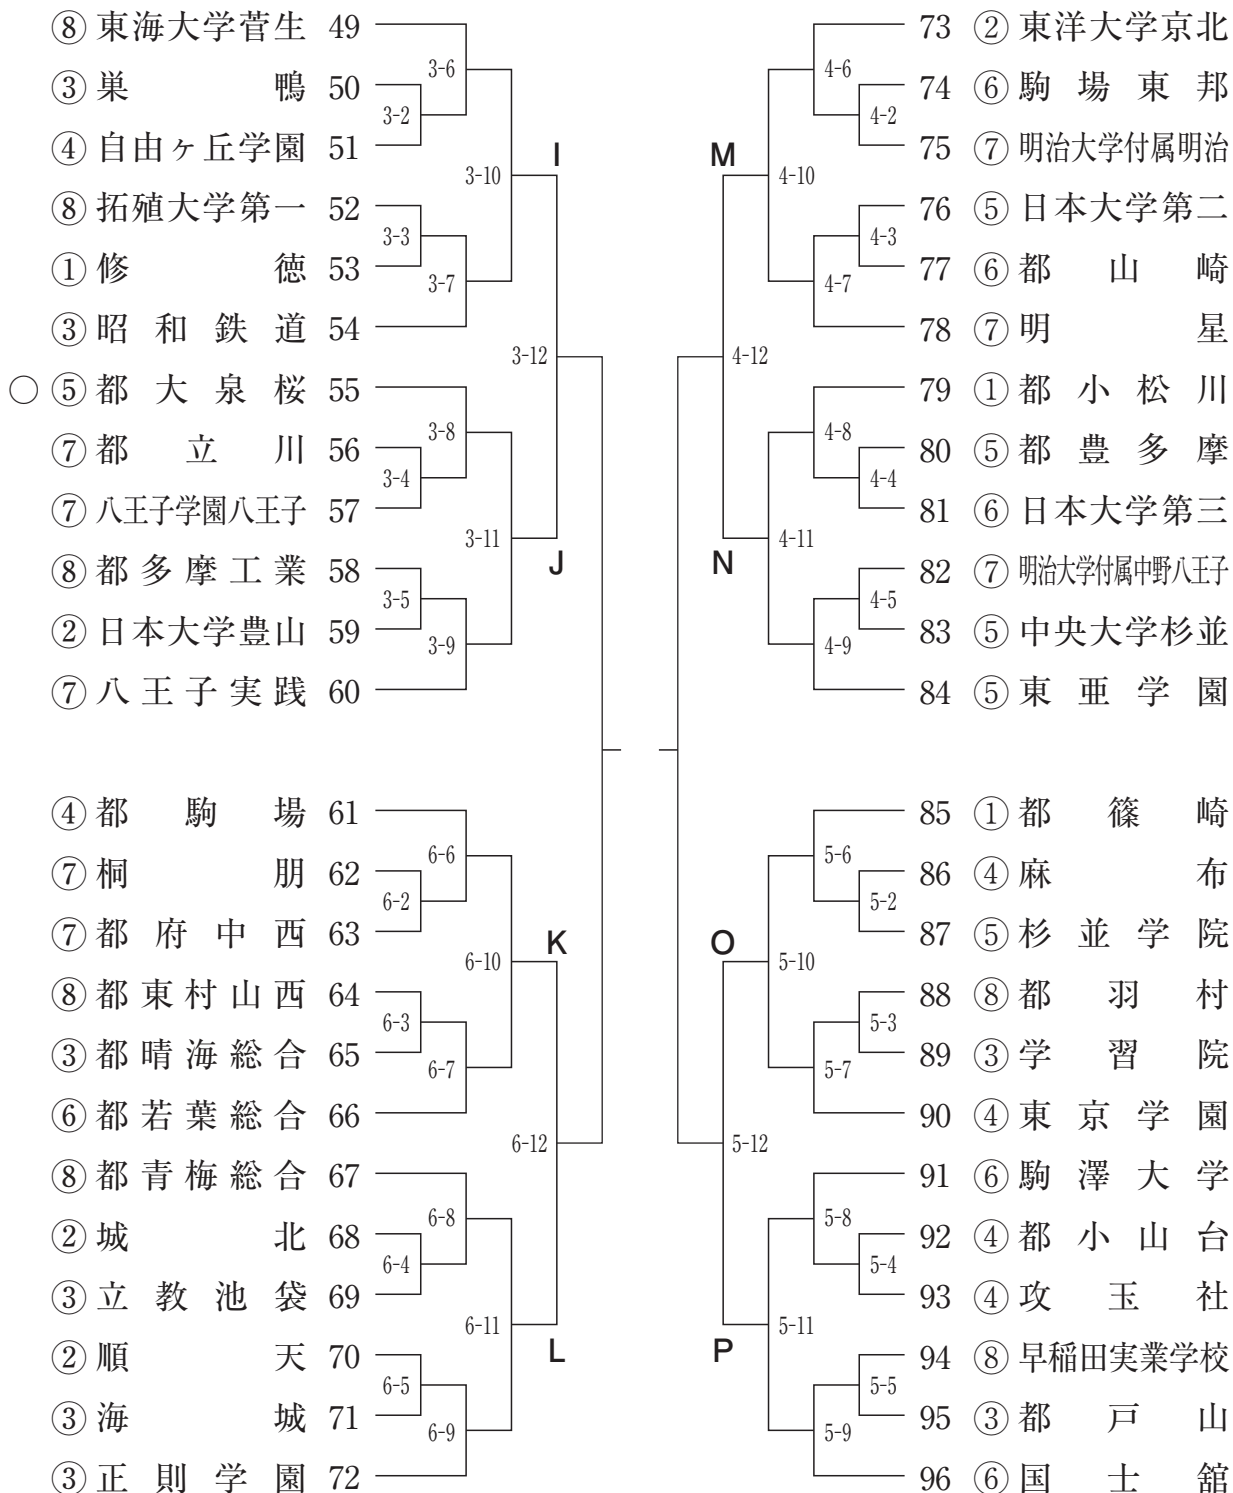 ⑧ 東海大学菅生 49
3-6
③ 巣鴨 50
3-2
④ 自由ヶ丘学園 51
I
3-10
⑧ 拓殖大学第一 52
3-3
① 修徳 53
3-7
③ 昭和鉄道 54
3-12
○ ⑤ 都大泉桜 55
3-8
⑦ 都立川 56
3-4
⑦ 八王子学園八王子 57
3-11
J
⑧ 都多摩工業 58
3-5
② 日本大学豊山 59
3-9
⑦ 八王子実践 60
④ 都駒場 61
6-6
⑦ 桐朋 62
6-2
⑦ 都府中西 63
K
6-10
⑧ 都東村山西 64
6-3
③ 都晴海総合 65
6-7
⑥ 都若葉総合 66
6-12
⑧ 都青梅総合 67
6-8
② 城北 68
6-4
③ 立教池袋 69
6-11
L
② 順天 70
6-5
③ 海城 71
6-9
③ 正則学園 72
73 ② 東洋大学京北
4-6
74 ⑥ 駒場東邦
4-2
75 ⑦ 明治大学付属明治
M
4-10
76 ⑤ 日本大学第二
4-3
77 ⑥ 都山崎
4-7
78 ⑦ 明星
4-12
79 ① 都小松川
4-8
80 ⑤ 都豊多摩
4-4
81 ⑥ 日本大学第三
4-11
N
82 ⑦ 明治大学付属中野八王子
4-5
83 ⑤ 中央大学杉並
4-9
84 ⑤ 東亜学園
85 ① 都篠崎
5-6
86 ④ 麻布
5-2
87 ⑤ 杉並学院
O
5-10
88 ⑧ 都羽村
5-3
89 ③ 学習院
5-7
90 ④ 東京学園
5-12
91 ⑥ 駒澤大学
5-8
92 ④ 都小山台
5-4
93 ④ 攻玉社
5-11
P
94 ⑧ 早稲田実業学校
5-5
95 ③ 都戸山
5-9
96 ⑥ 国士舘